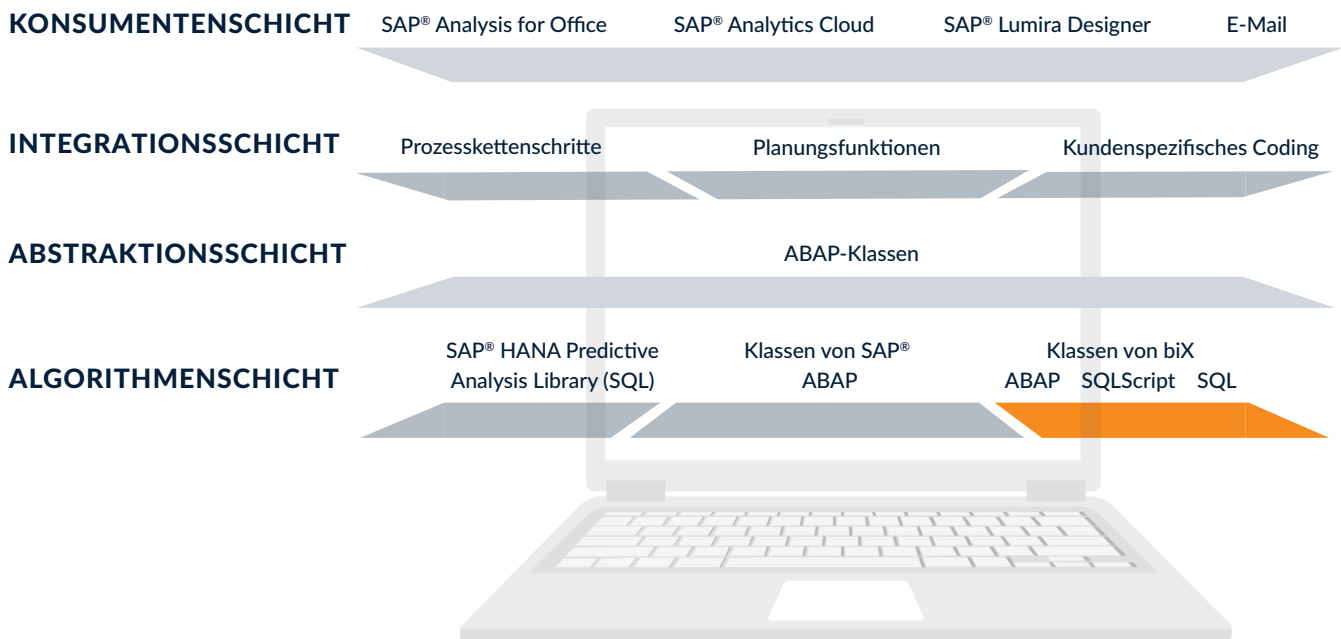 KONSUMENTENSCHICHT SAP® Analysis for Office SAP® Analytics Cloud SAP® Lumira Designer E-Mail
INTEGRATIONSSCHICHT Prozesskettenschritte Planungsfunktionen Kundenspezifisches Coding
ABSTRAKTIONSSCHICHT ABAP-Klassen
SAP® HANA Predictive Klassen von SAP® Klassen von biX
ALGORITHMENSCHICHT Analysis Library (SQL) ABAP ABAP SQLScript SQL